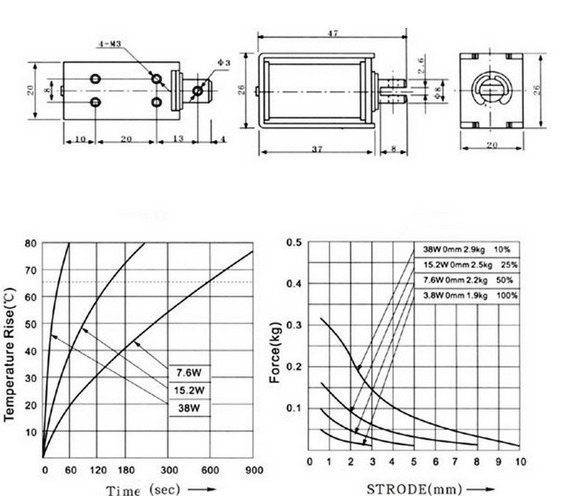 47
4-M3
Φ3
20
8
10
20
13
4
26
2.6
Φ8
37
8
26
20
Temperature Rise(℃)
80
70
60
50
40
30
20
10
7.6W
15.2W
38W
0 60 120 180 300 600 900
Time (sec)
Force(kg)
0.5
0.4
0.3
0.2
0.1
38W 0mm 2.9kg 10%
15.2W 0mm 2.5kg 25%
7.6W 0mm 2.2kg 50%
3.8W 0mm 1.9kg 100%
0 1 2 3 4 5 6 7 8 9 10
STRODE(mm)